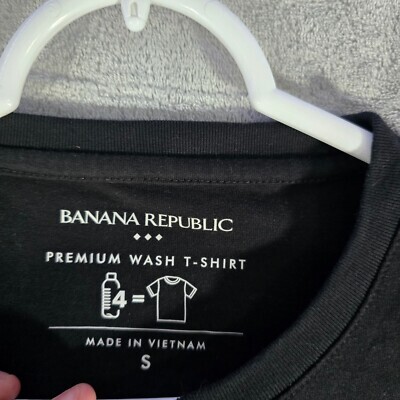 BANANA REPUBLIC
PREMIUM WASH T-SHIRT
4 =
MADE IN VIETNAM
S